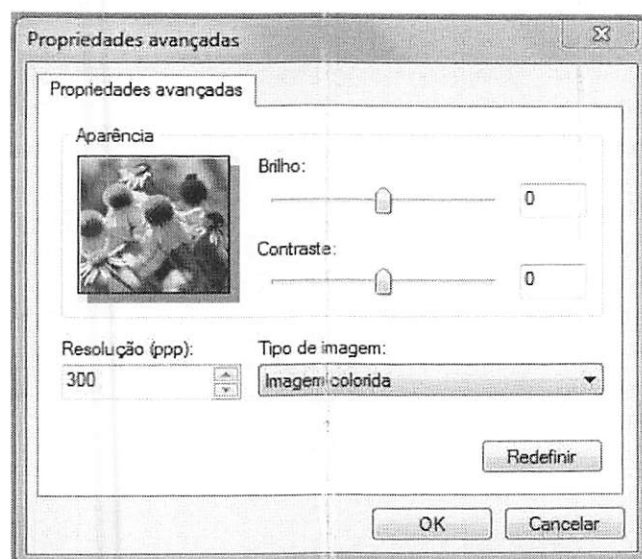 Propriedades avançadas
Propriedades avançadas
Aparência
Brilho:
0
Contraste:
0
Resolução (ppp):
300
Tipo de imagem:
Imagem colorida
Redefinir
OK
Cancelar